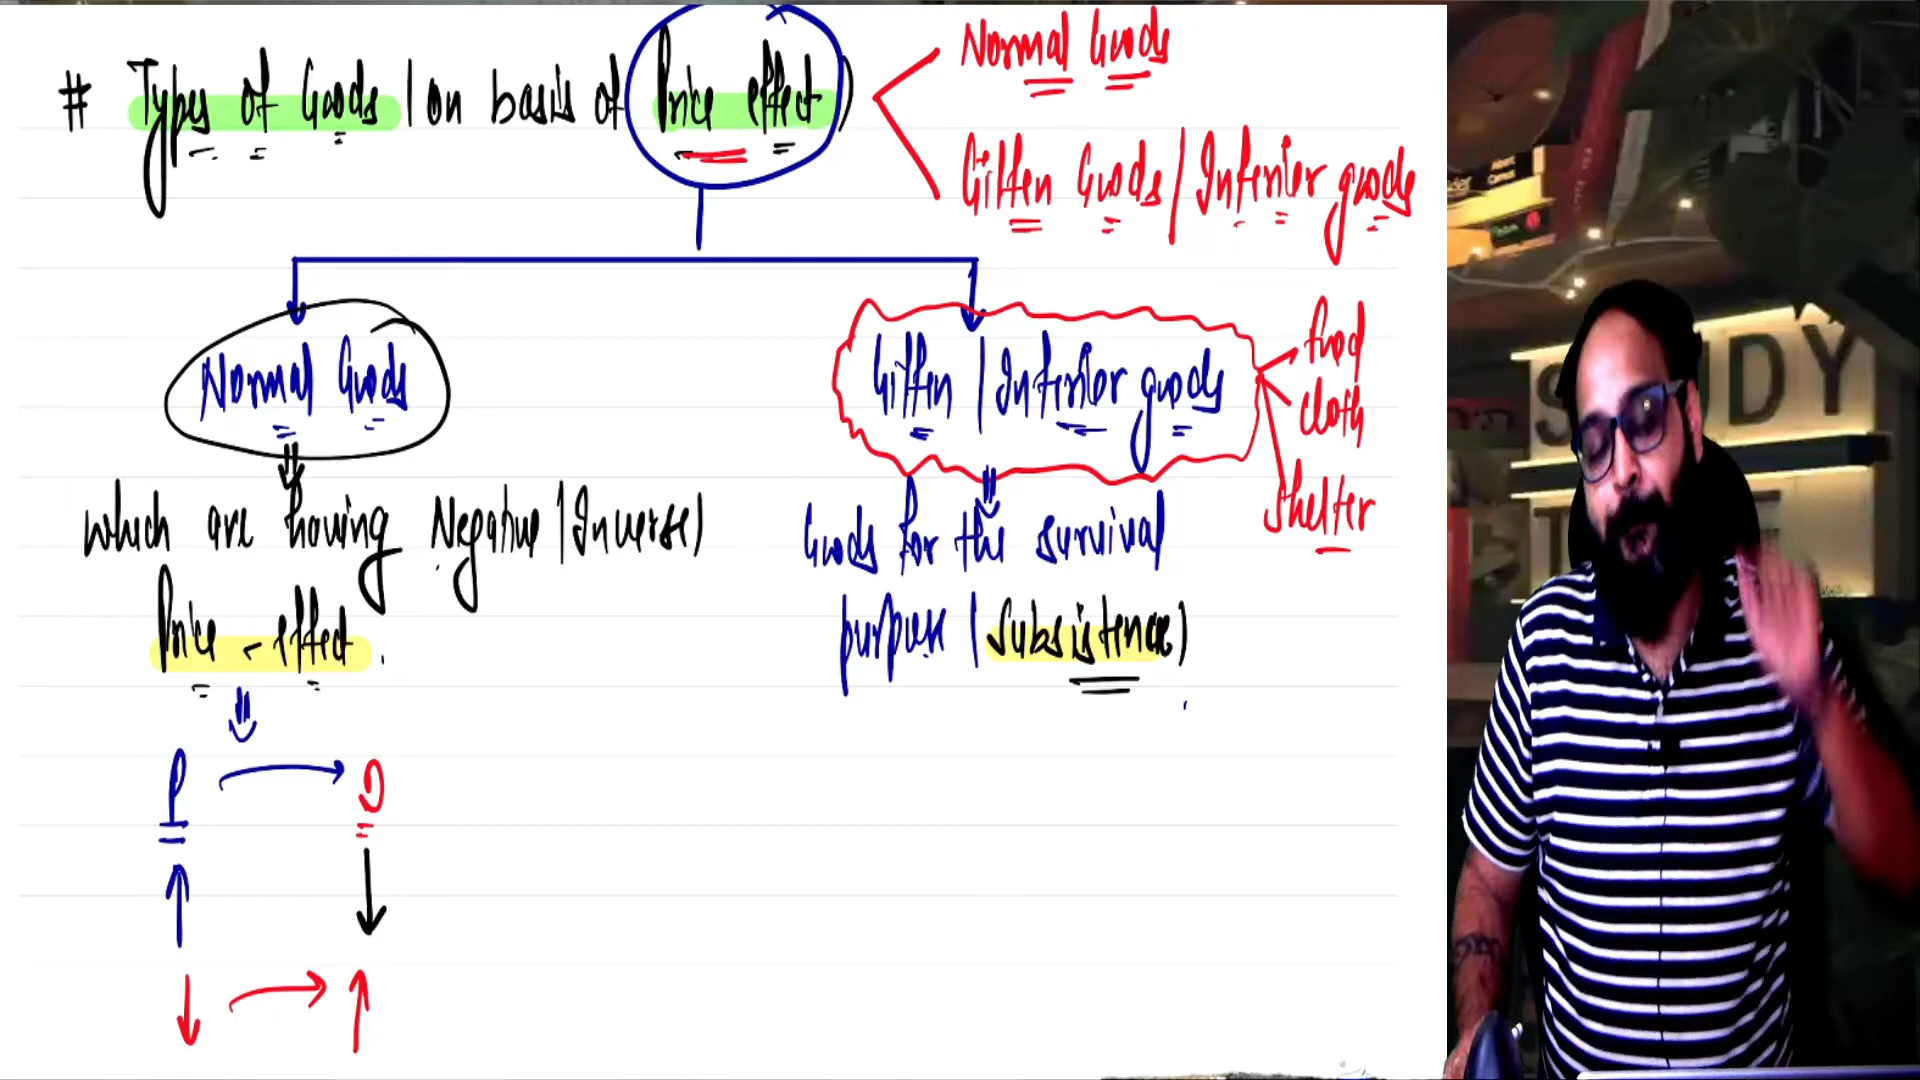 # Types of Goods (on basis of Price effect)
Normal Goods
Giffen Goods / Inferior goods
Normal Goods
Giffen / Inferior goods
food
cloth
shelter
which are having Negative (Inverse)
Price - effect.
Goods for the survival
purpose (Subsistence)
P → D
↑ ↓
↓ → ↑
STUDY